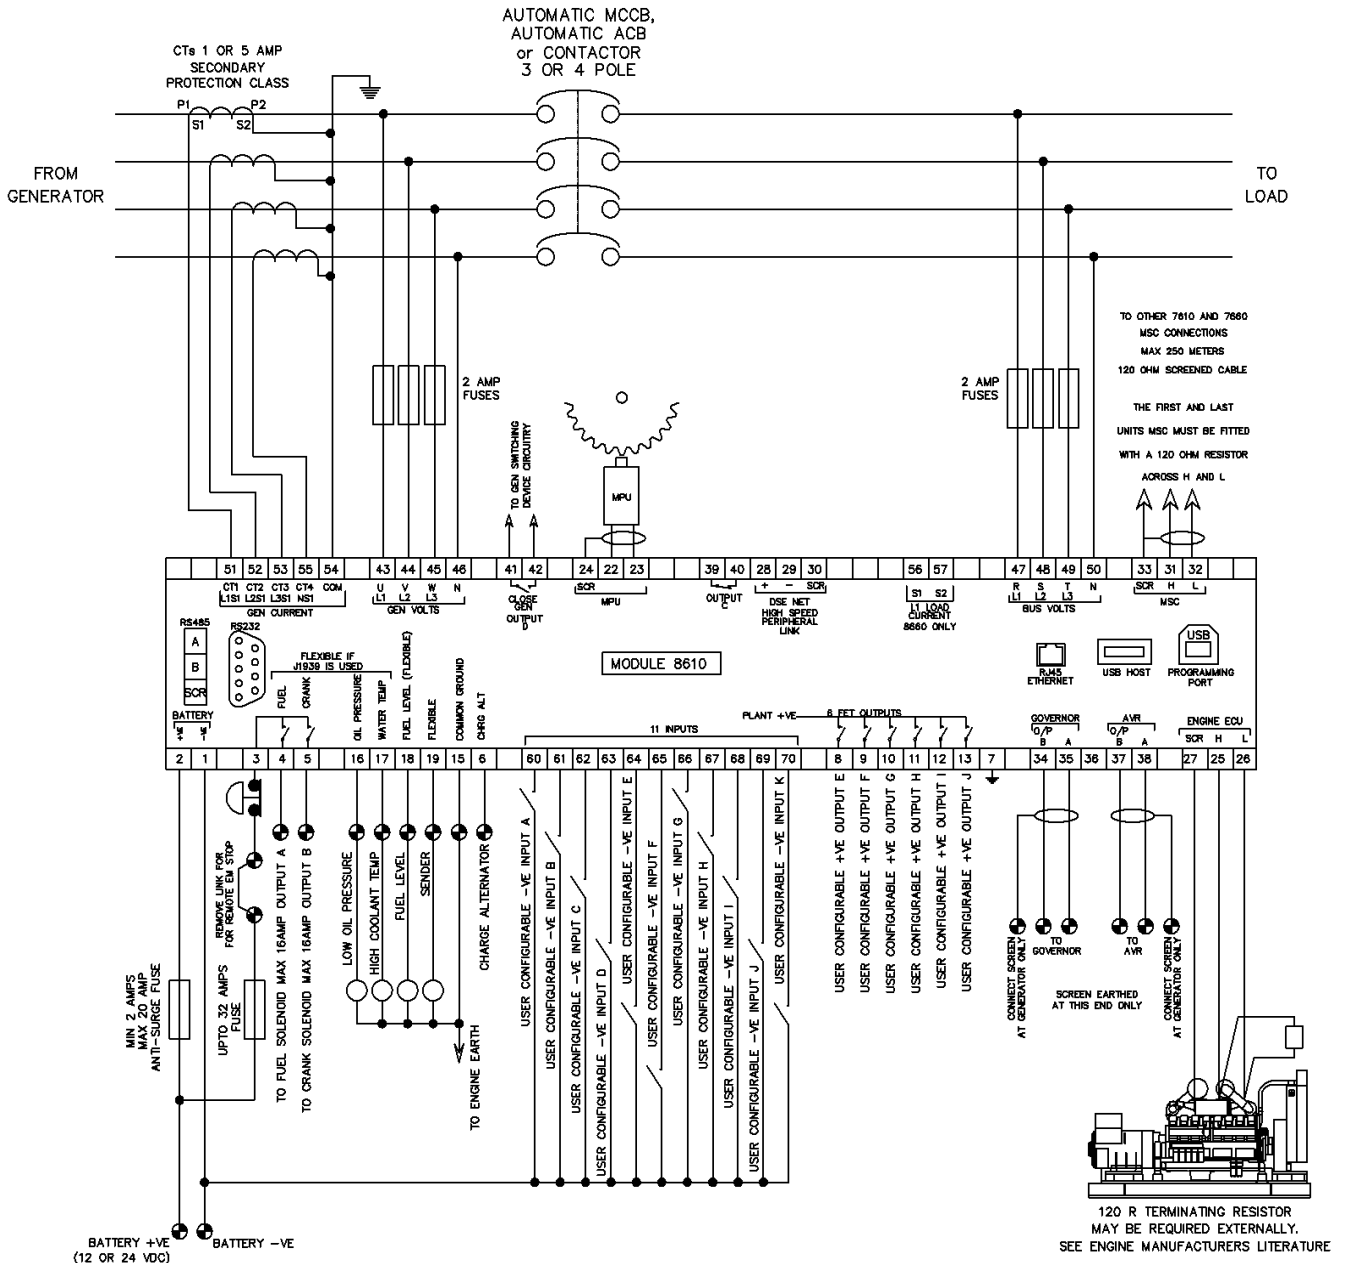 AUTOMATIC MCCB,
AUTOMATIC ACB
or CONTACTOR
3 OR 4 POLE
CTs 1 OR 5 AMP
SECONDARY
PROTECTION CLASS
P1
P2
S1
S2
FROM
GENERATOR
TO
LOAD
TO OTHER 7610 AND 7660
MSC CONNECTIONS
MAX 250 METERS
120 OHM SCREENED CABLE
THE FIRST AND LAST
UNITS MSC MUST BE FITTED
WITH A 120 OHM RESISTOR
ACROSS H AND L
2 AMP
FUSES
2 AMP
FUSES
TO GEN SWITCHING
DEVICE CIRCUITRY
MPU
51 52 53 55 54 43 44 45 46 41 42 24 22 23 39 40 28 29 30 56 57 47 48 49 50 33 31 32
CT1 CT2 CT3 CT4 COM
L1S1 L2S1 L3S1 NS1
GEN CURRENT
U V W N
L1 L2 L3
GEN VOLTS
CLOSE
GEN
OUTPUT
D
SCR
MPU
OUTPUT
C
+ - SCR
DSE NET
HIGH SPEED
PERIPHERAL
LINK
S1 S2
L1 LOAD
CURRENT
8660 ONLY
R S T N
L1 L2 L3
BUS VOLTS
SCR H L
MSC
RS485
A
B
SCR
RS232
FLEXIBLE IF
J1939 IS USED
FUEL
CRANK
OIL PRESSURE
WATER TEMP
FUEL LEVEL (FLEXIBLE)
FLEXIBLE
COMMON GROUND
CHRG ALT
MODULE 8610
RJ45
ETHERNET
USB HOST
USB
PROGRAMMING
PORT
BATTERY
+VE
-VE
11 INPUTS
PLANT +VE
6 FET OUTPUTS
GOVERNOR
O/P
B A
AVR
O/P
B A
ENGINE ECU
SCR H L
2 1 3 4 5 16 17 18 19 15 6 60 61 62 63 64 65 66 67 68 69 70 8 9 10 11 12 13 7 34 35 36 37 38 27 25 26
REMOVE LINK FOR
FOR REMOTE EM STOP
MIN 2 AMPS
MAX 20 AMP
ANTI-SURGE FUSE
UPTO 32 AMPS
FUSE
TO FUEL SOLENOID MAX 16AMP OUTPUT A
TO CRANK SOLENOID MAX 16AMP OUTPUT B
LOW OIL PRESSURE
HIGH COOLANT TEMP
FUEL LEVEL
SENDER
TO ENGINE EARTH
CHARGE ALTERNATOR
USER CONFIGURABLE -VE INPUT A
USER CONFIGURABLE -VE INPUT B
USER CONFIGURABLE -VE INPUT C
USER CONFIGURABLE -VE INPUT D
USER CONFIGURABLE -VE INPUT E
USER CONFIGURABLE -VE INPUT F
USER CONFIGURABLE -VE INPUT G
USER CONFIGURABLE -VE INPUT H
USER CONFIGURABLE -VE INPUT I
USER CONFIGURABLE -VE INPUT J
USER CONFIGURABLE -VE INPUT K
USER CONFIGURABLE +VE OUTPUT E
USER CONFIGURABLE +VE OUTPUT F
USER CONFIGURABLE +VE OUTPUT G
USER CONFIGURABLE +VE OUTPUT H
USER CONFIGURABLE +VE OUTPUT I
USER CONFIGURABLE +VE OUTPUT J
CONNECT SCREEN
AT GENERATOR ONLY
TO
GOVERNOR
TO
AVR
CONNECT SCREEN
AT GENERATOR ONLY
SCREEN EARTHED
AT THIS END ONLY
BATTERY +VE
(12 OR 24 VDC)
BATTERY -VE
120 R TERMINATING RESISTOR
MAY BE REQUIRED EXTERNALLY.
SEE ENGINE MANUFACTURERS LITERATURE